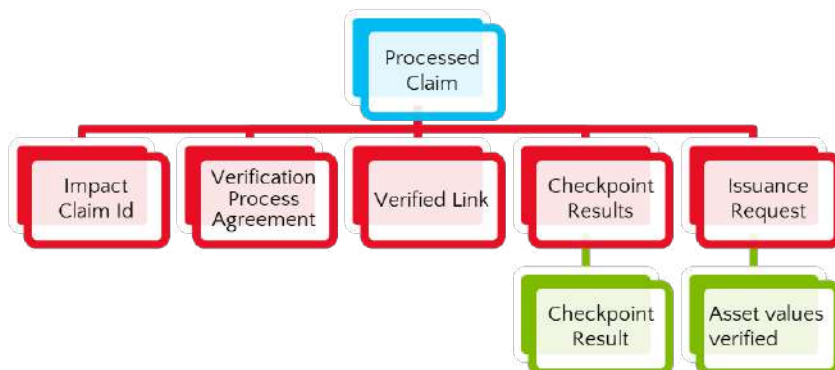 Processed
Claim
Impact
Claim Id
Verification
Process
Agreement
Verified Link
Checkpoint
Results
Issuance
Request
Checkpoint
Result
Asset values
verified